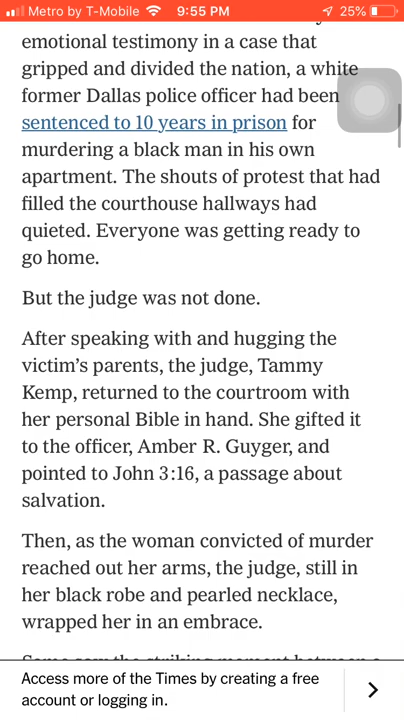 Metro by T-Mobile 9:55 PM 25%
emotional testimony in a case that
gripped and divided the nation, a white
former Dallas police officer had been
sentenced to 10 years in prison for
murdering a black man in his own
apartment. The shouts of protest that had
filled the courthouse hallways had
quieted. Everyone was getting ready to
go home.
But the judge was not done.
After speaking with and hugging the
victim’s parents, the judge, Tammy
Kemp, returned to the courtroom with
her personal Bible in hand. She gifted it
to the officer, Amber R. Guyger, and
pointed to John 3:16, a passage about
salvation.
Then, as the woman convicted of murder
reached out her arms, the judge, still in
her black robe and pearled necklace,
wrapped her in an embrace.
Some saw the striking moment between a
Access more of the Times by creating a free
account or logging in.